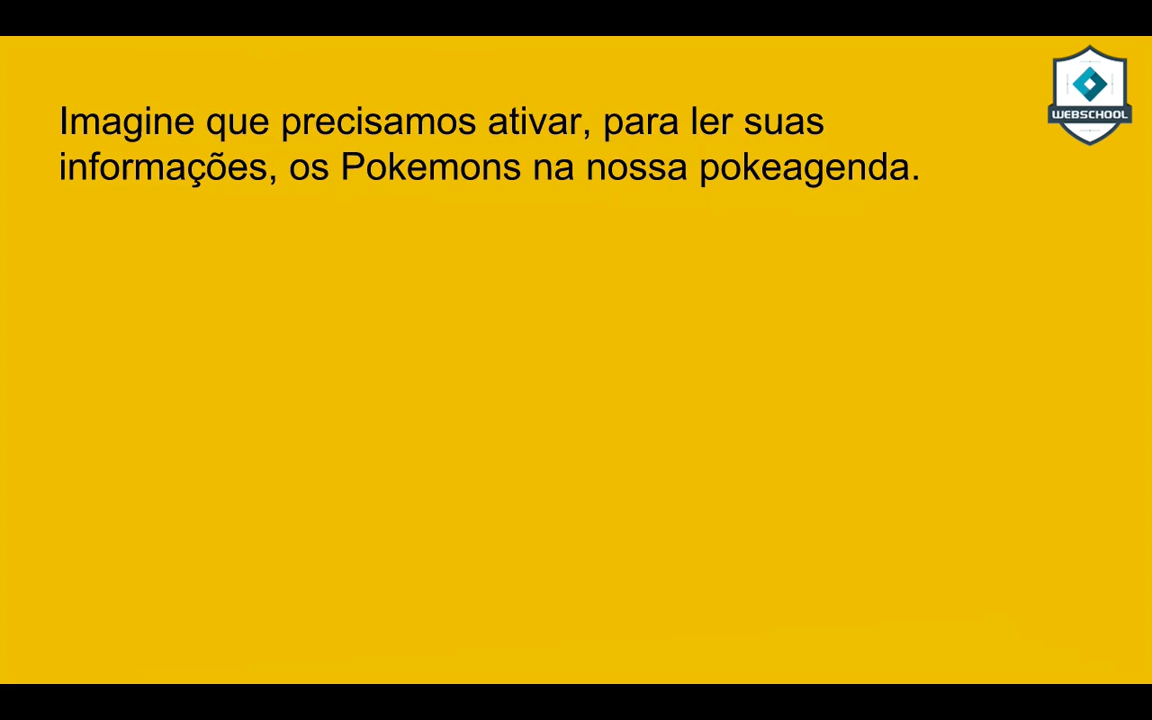 Imagine que precisamos ativar, para ler suas
informações, os Pokemons na nossa pokeagenda.
WEBSCHOOL